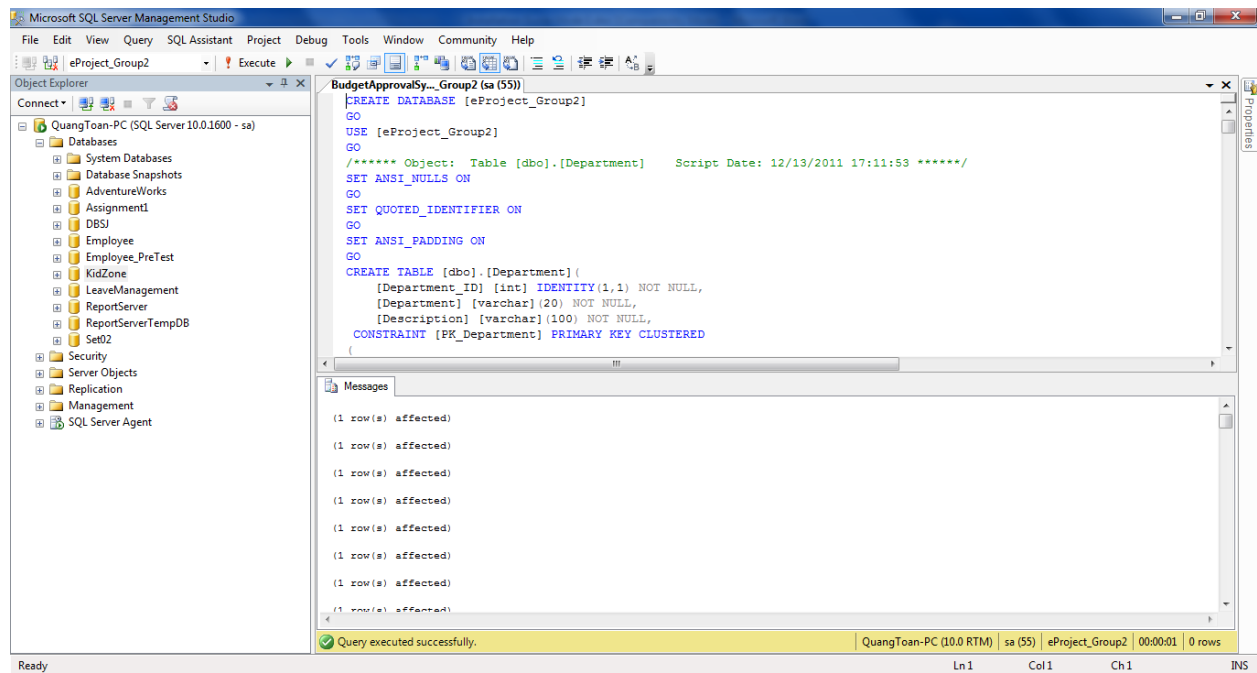 Microsoft SQL Server Management Studio
File Edit View Query SQL Assistant Project Debug Tools Window Community Help
eProject_Group2 Execute
Object Explorer
Connect
QuangToan-PC (SQL Server 10.0.1600 - sa)
Databases
System Databases
Database Snapshots
AdventureWorks
Assignment1
DBSJ
Employee
Employee_PreTest
KidZone
LeaveManagement
ReportServer
ReportServerTempDB
Set02
Security
Server Objects
Replication
Management
SQL Server Agent
BudgetApprovalSy..._Group2 (sa (55))
CREATE DATABASE [eProject_Group2]
GO
USE [eProject_Group2]
GO
/****** Object:  Table [dbo].[Department]    Script Date: 12/13/2011 17:11:53 ******/
SET ANSI_NULLS ON
GO
SET QUOTED_IDENTIFIER ON
GO
SET ANSI_PADDING ON
GO
CREATE TABLE [dbo].[Department](
[Department_ID] [int] IDENTITY(1,1) NOT NULL,
[Department] [varchar](20) NOT NULL,
[Description] [varchar](100) NOT NULL,
CONSTRAINT [PK_Department] PRIMARY KEY CLUSTERED
(
Properties
Messages
(1 row(s) affected)
(1 row(s) affected)
(1 row(s) affected)
(1 row(s) affected)
(1 row(s) affected)
(1 row(s) affected)
(1 row(s) affected)
(1 row(s) affected)
Query executed successfully. QuangToan-PC (10.0 RTM) sa (55) eProject_Group2 00:00:01 0 rows
Ready Ln 1 Col 1 Ch 1 INS